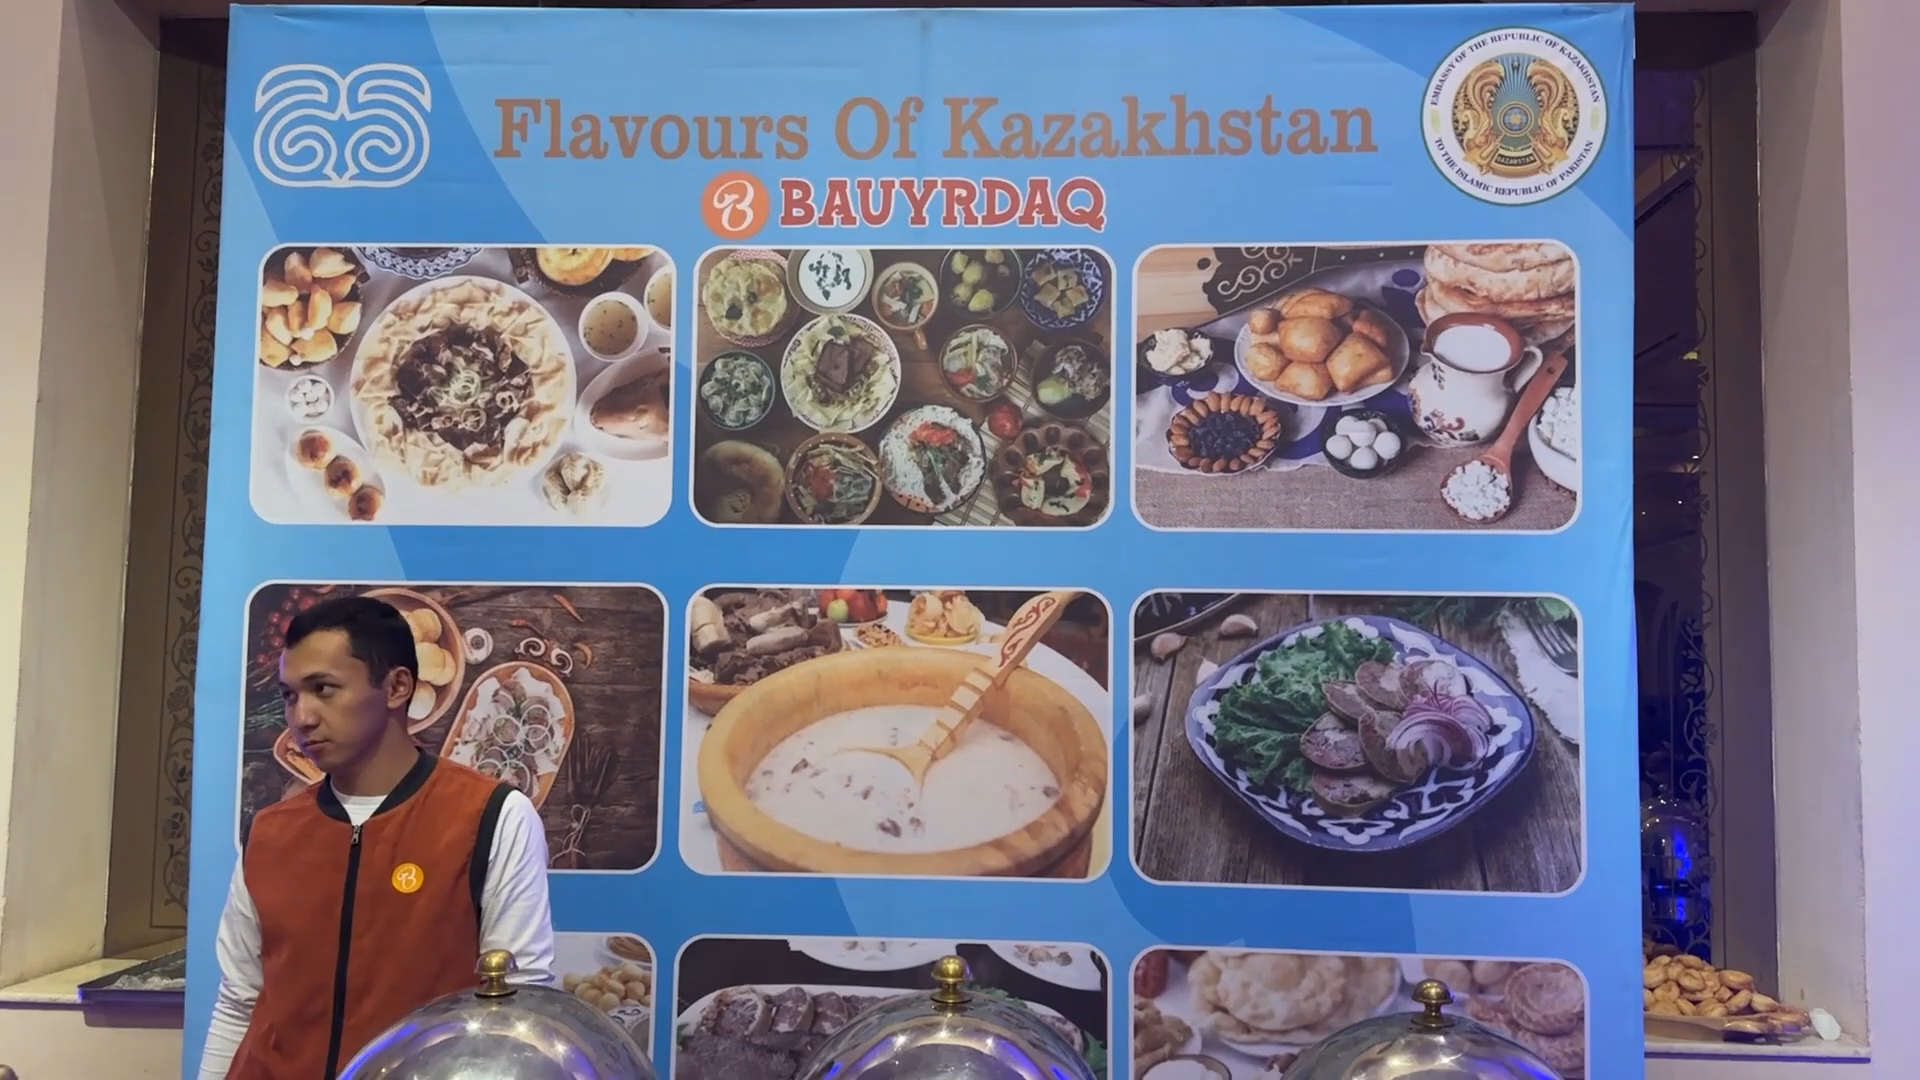 Flavours Of Kazakhstan
B BAUYRDAQ
EMBASSY OF THE REPUBLIC OF KAZAKHSTAN
TO THE ISLAMIC REPUBLIC OF PAKISTAN
B